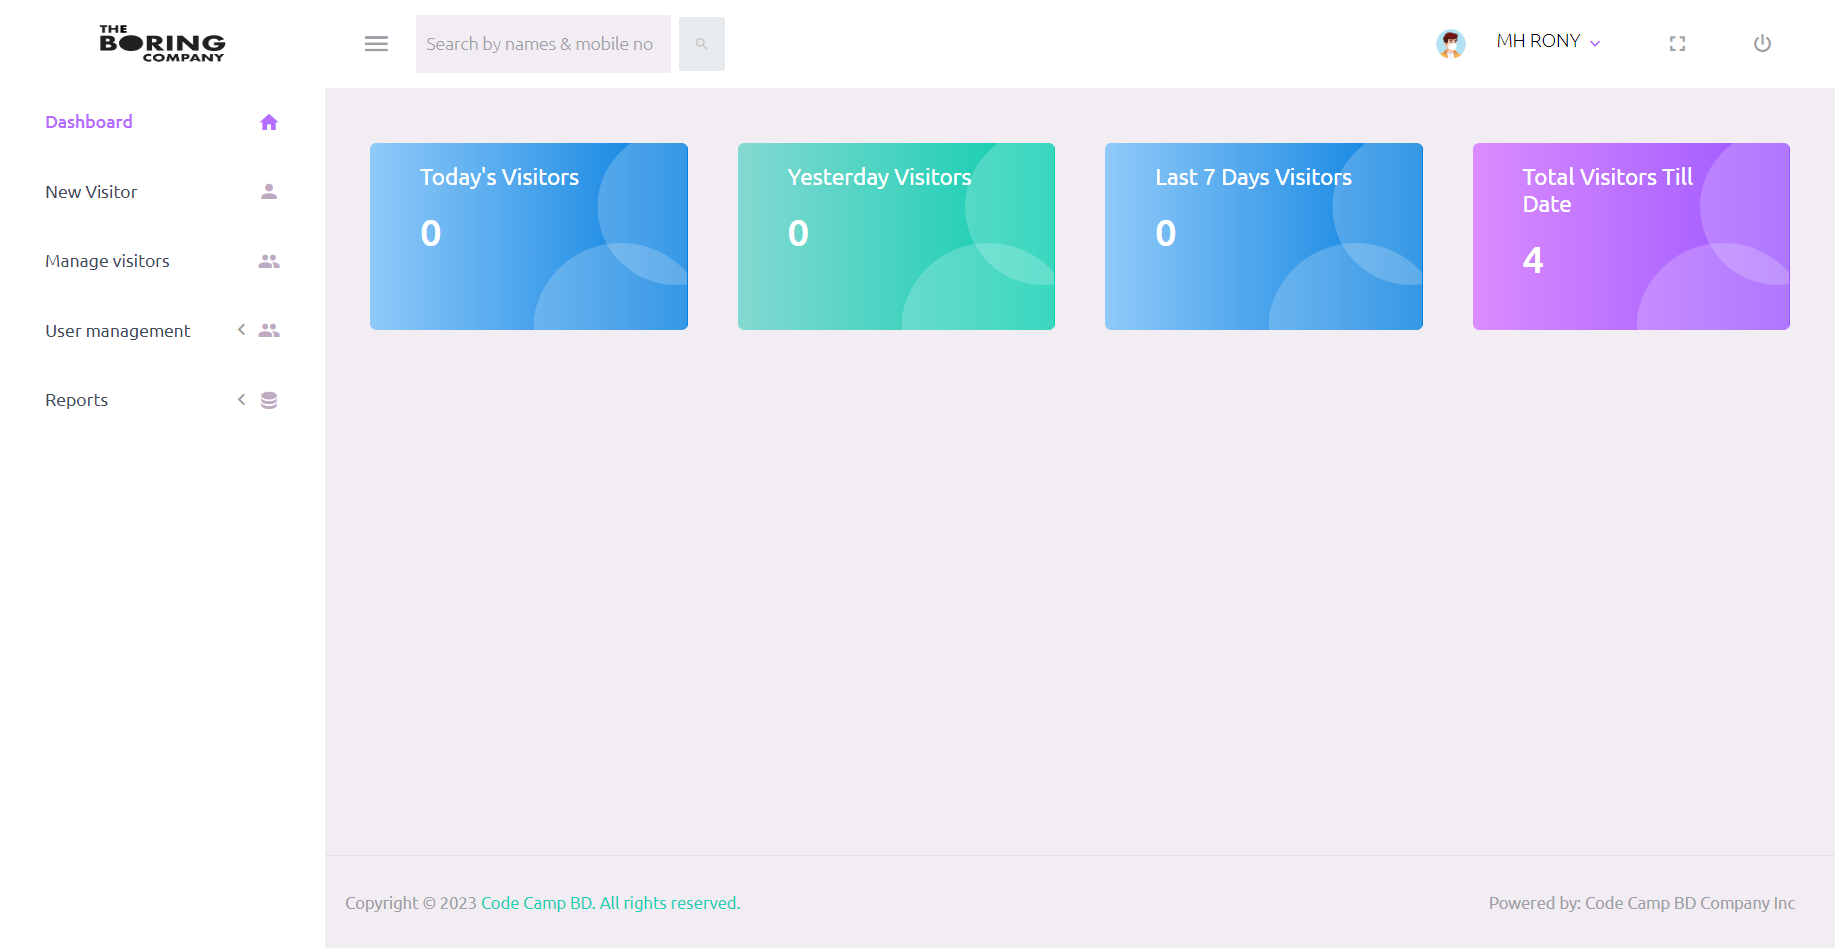 THE
BORING
COMPANY
Search by names & mobile no
MH RONY
Dashboard
New Visitor
Manage visitors
User management
Reports
Today's Visitors
0
Yesterday Visitors
0
Last 7 Days Visitors
0
Total Visitors Till
Date
4
Copyright © 2023 Code Camp BD. All rights reserved.
Powered by: Code Camp BD Company Inc